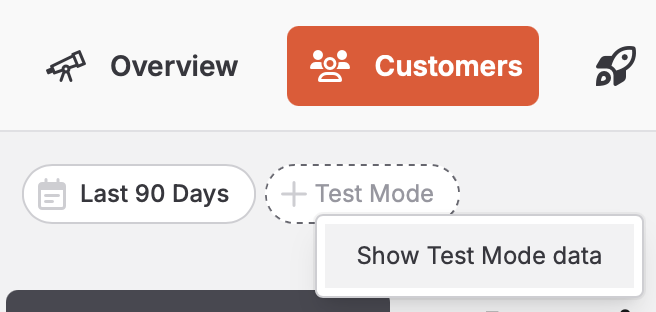 Overview
Customers
Last 90 Days
Test Mode
Show Test Mode data